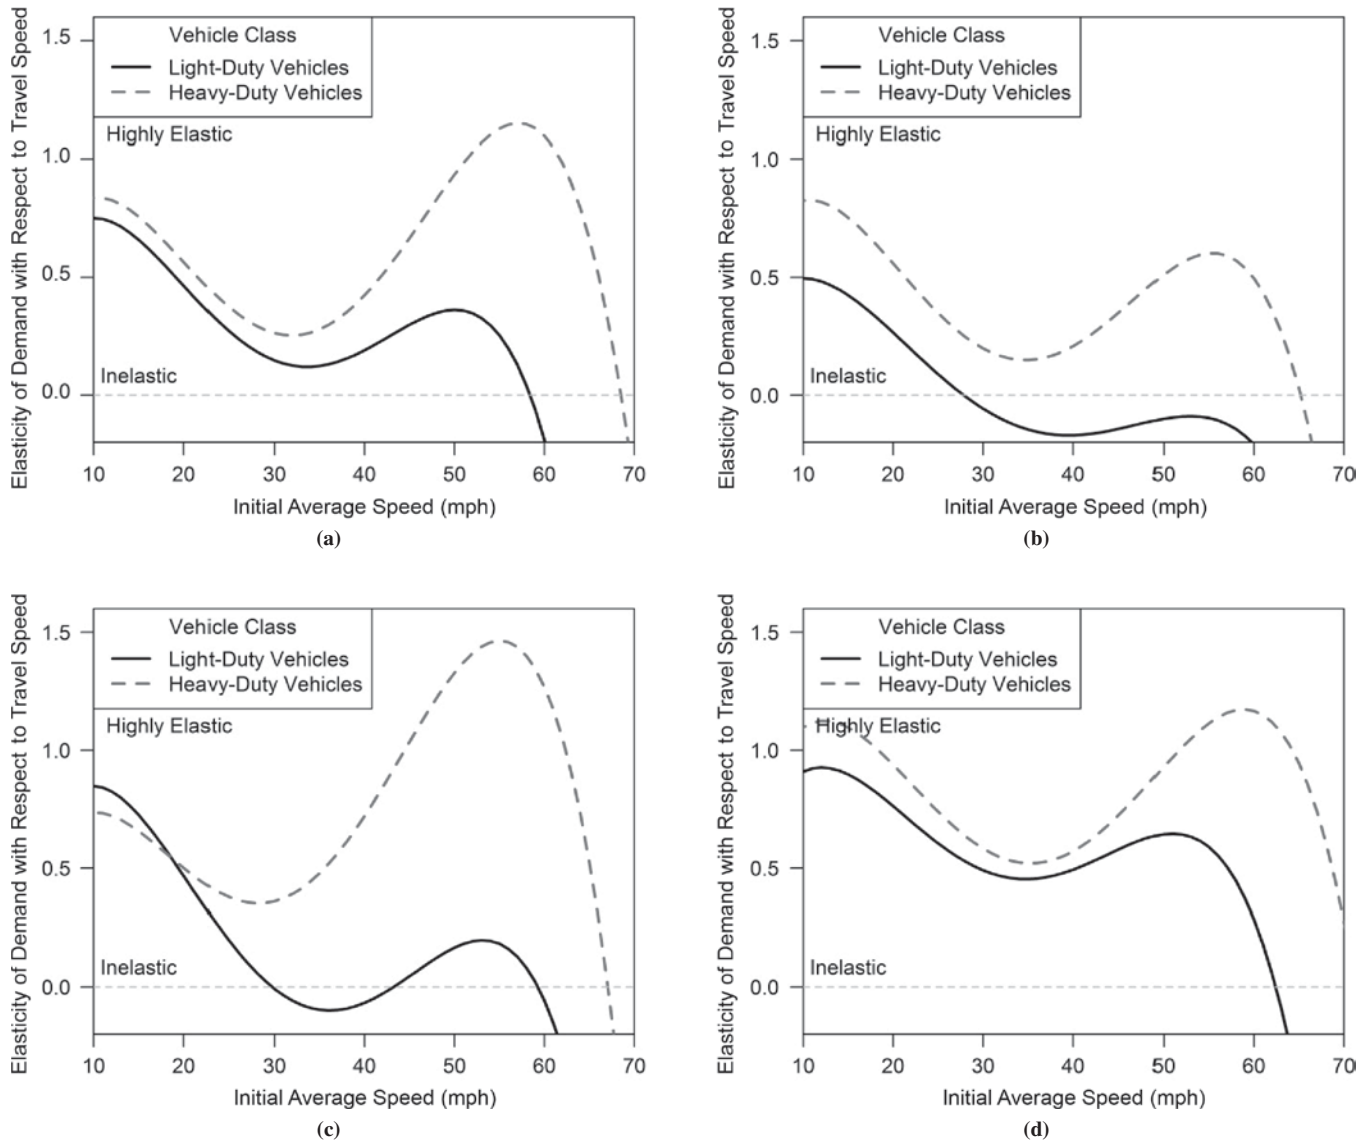 Elasticity of Demand with Respect to Travel Speed
1.5
1.0
0.5
0.0
Vehicle Class
Light-Duty Vehicles
Heavy-Duty Vehicles
Highly Elastic
Inelastic
10 20 30 40 50 60 70
Initial Average Speed (mph)
(a)
Elasticity of Demand with Respect to Travel Speed
1.5
1.0
0.5
0.0
Vehicle Class
Light-Duty Vehicles
Heavy-Duty Vehicles
Highly Elastic
Inelastic
10 20 30 40 50 60 70
Initial Average Speed (mph)
(b)
Elasticity of Demand with Respect to Travel Speed
1.5
1.0
0.5
0.0
Vehicle Class
Light-Duty Vehicles
Heavy-Duty Vehicles
Highly Elastic
Inelastic
10 20 30 40 50 60 70
Initial Average Speed (mph)
(c)
Elasticity of Demand with Respect to Travel Speed
1.5
1.0
0.5
0.0
Vehicle Class
Light-Duty Vehicles
Heavy-Duty Vehicles
Highly Elastic
Inelastic
10 20 30 40 50 60 70
Initial Average Speed (mph)
(d)